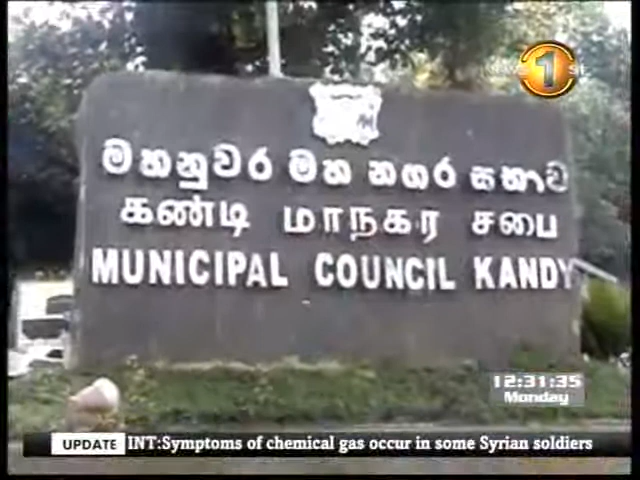 1
මහනුවර මහ නගර සභාව
கண்டி மாநகர சபை
MUNICIPAL COUNCIL KANDY
12:31:35
Monday
UPDATE INT:Symptoms of chemical gas occur in some Syrian soldiers